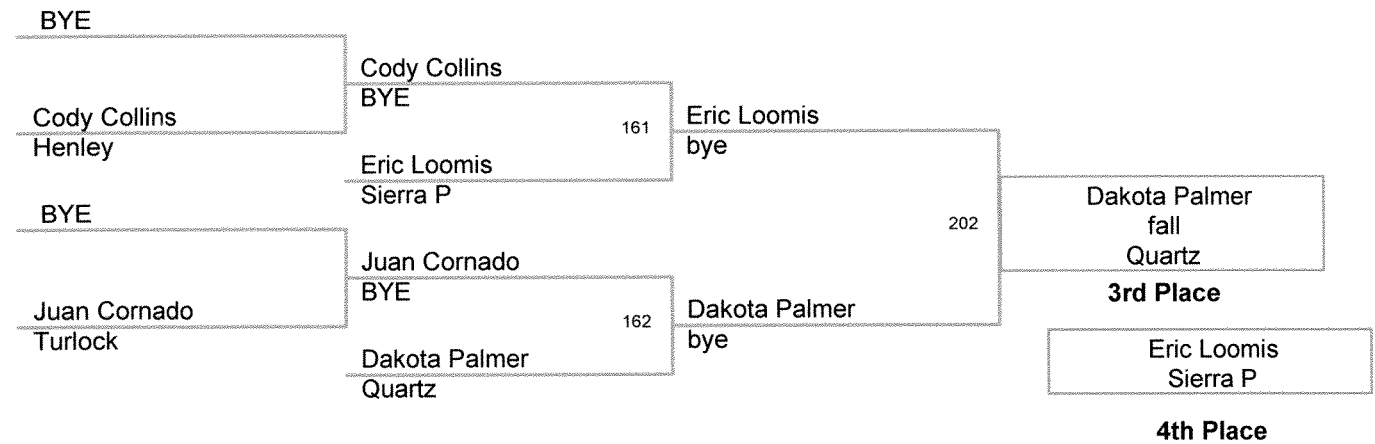 BYE
Cody Collins
Henley
BYE
Juan Cornado
Turlock
Cody Collins
BYE
161
Eric Loomis
Sierra P
Juan Cornado
BYE
162
Dakota Palmer
Quartz
Eric Loomis
bye
202
Dakota Palmer
bye
Dakota Palmer
fall
Quartz
3rd Place
Eric Loomis
Sierra P
4th Place